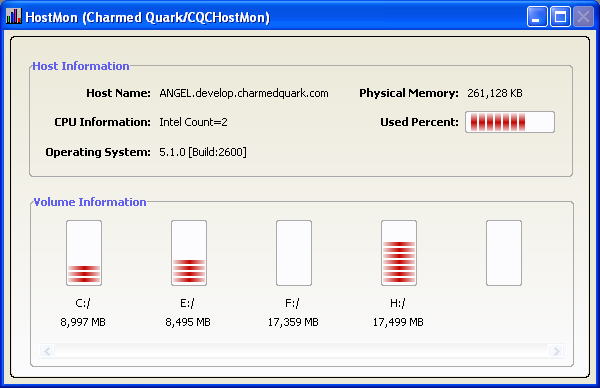 HostMon (Charmed Quark/CQCHostMon)
Host Information
Host Name: ANGEL.develop.charmedquark.com Physical Memory: 261,128 KB
CPU Information: Intel Count=2 Used Percent:
Operating System: 5.1.0 [Build:2600]
Volume Information
C:/ E:/ F:/ H:/
8,997 MB 8,495 MB 17,359 MB 17,499 MB